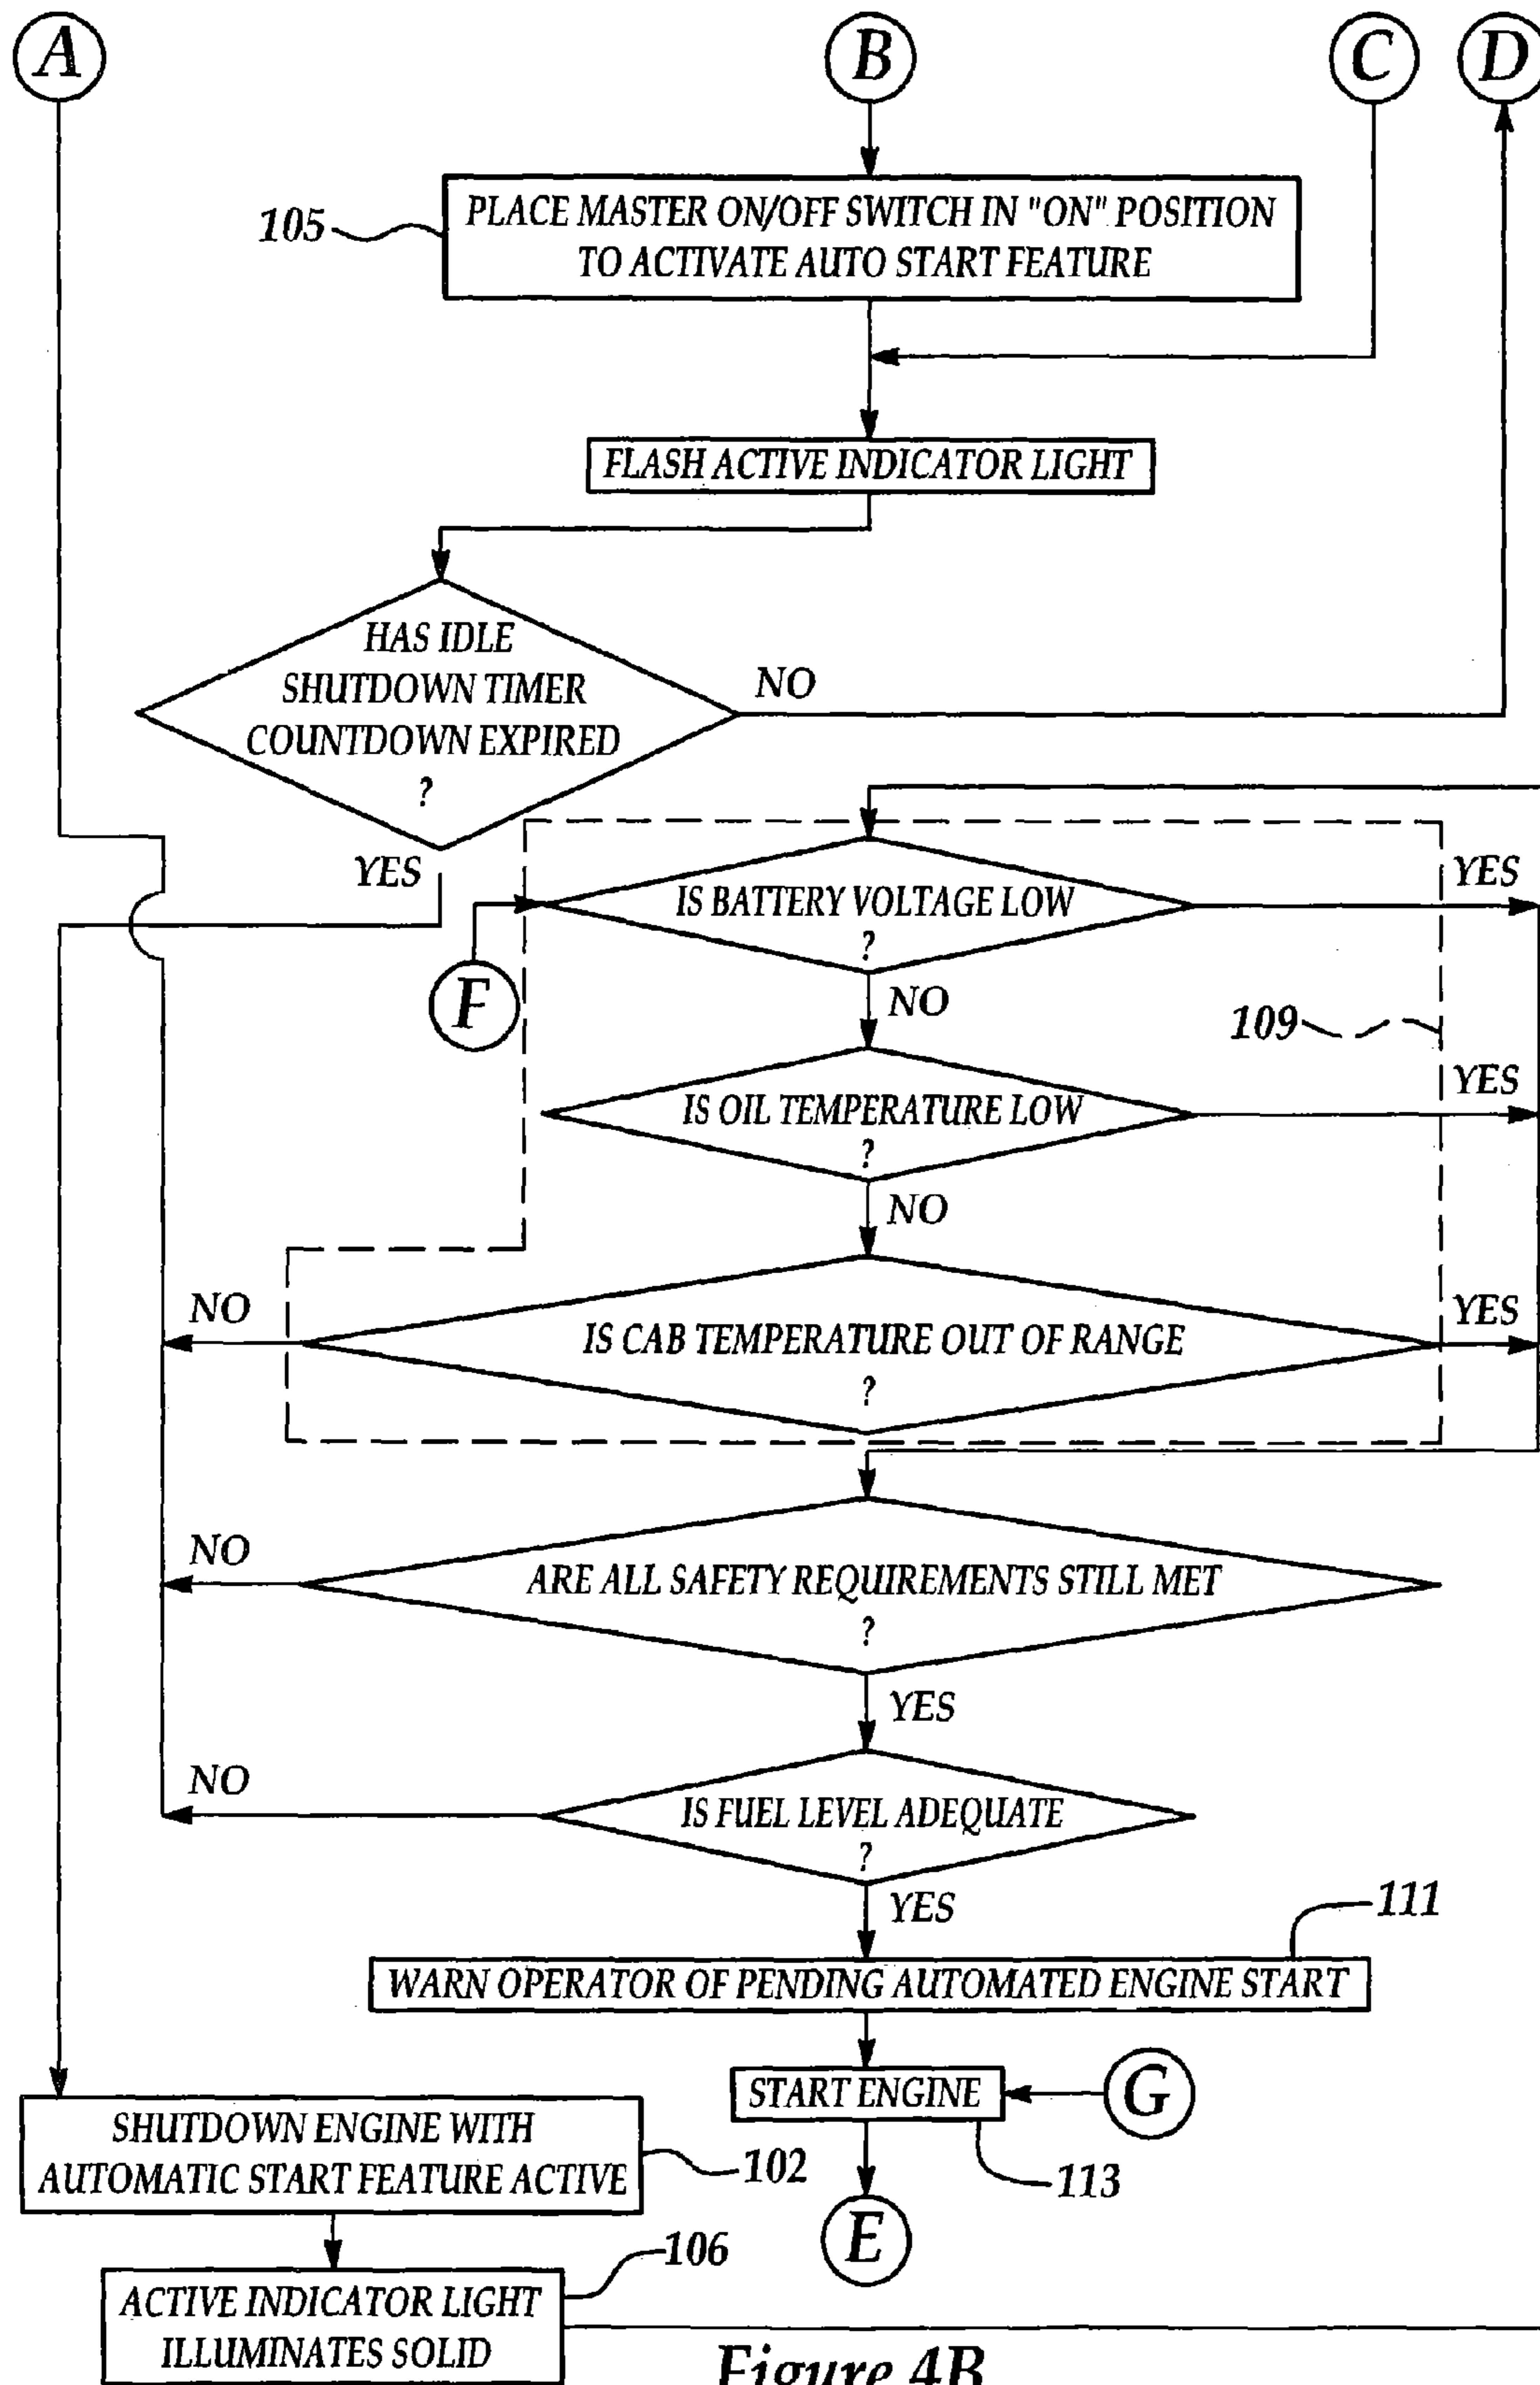 A
B
C
D
105
PLACE MASTER ON/OFF SWITCH IN "ON" POSITION
TO ACTIVATE AUTO START FEATURE
FLASH ACTIVE INDICATOR LIGHT
HAS IDLE
SHUTDOWN TIMER
COUNTDOWN EXPIRED
?
NO
YES
IS BATTERY VOLTAGE LOW
?
YES
F
NO
109
IS OIL TEMPERATURE LOW
?
YES
NO
NO
IS CAB TEMPERATURE OUT OF RANGE
?
YES
NO
ARE ALL SAFETY REQUIREMENTS STILL MET
?
YES
NO
IS FUEL LEVEL ADEQUATE
?
YES
111
WARN OPERATOR OF PENDING AUTOMATED ENGINE START
START ENGINE
G
113
E
SHUTDOWN ENGINE WITH
AUTOMATIC START FEATURE ACTIVE
102
106
ACTIVE INDICATOR LIGHT
ILLUMINATES SOLID
Figure 4B